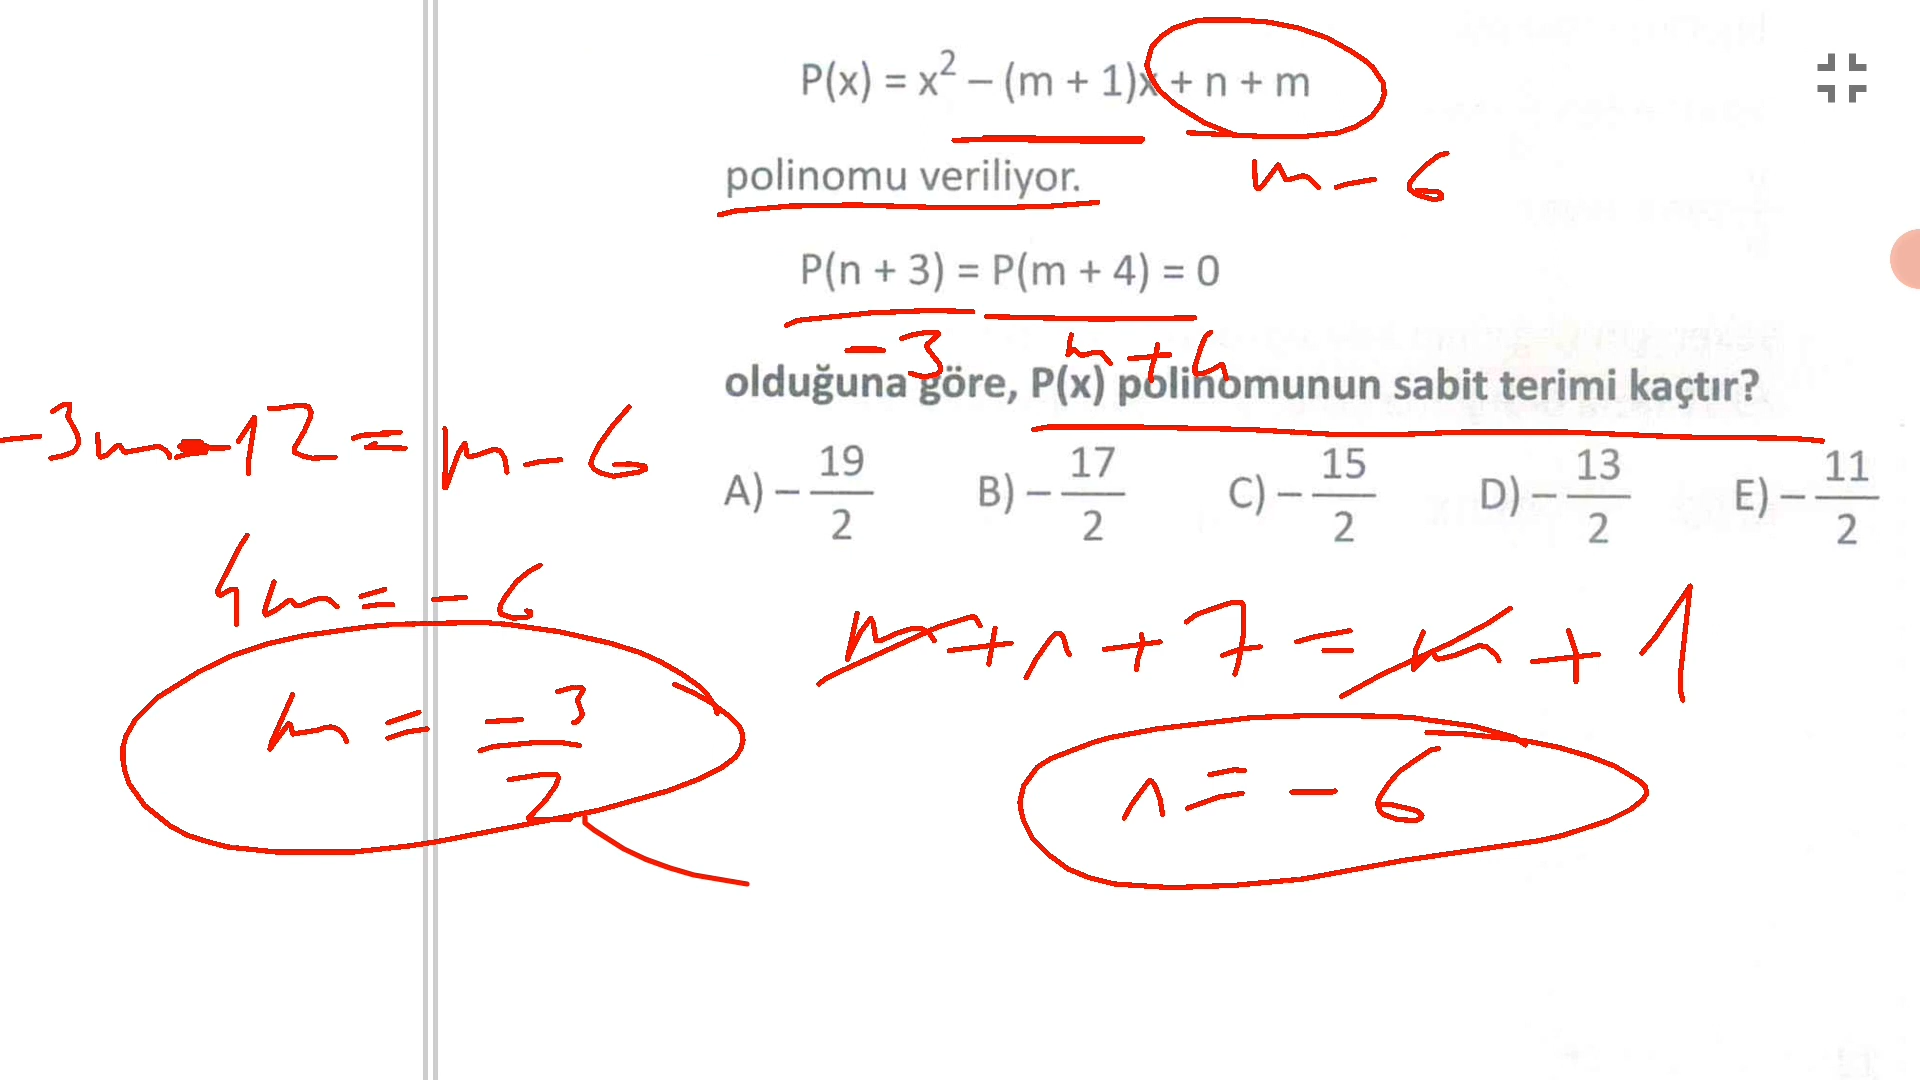 P(x) = x² – (m + 1)x + n + m
polinomu veriliyor.
m – 6
P(n + 3) = P(m + 4) = 0
–3 m+4
olduğuna göre, P(x) polinomunun sabit terimi kaçtır?
A) –19/2 B) –17/2 C) –15/2 D) –13/2 E) –11/2
–3m – 12 = m – 6
4m = –6
m = –3/2
m + n + 7 = m + 1
n = – 6